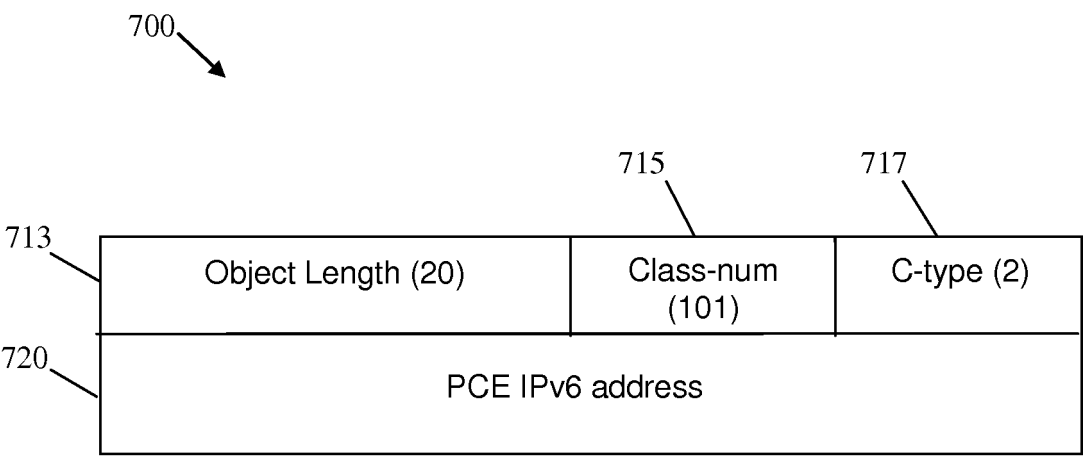 700
715
717
713
Object Length (20)
Class-num
(101)
C-type (2)
720
PCE IPv6 address